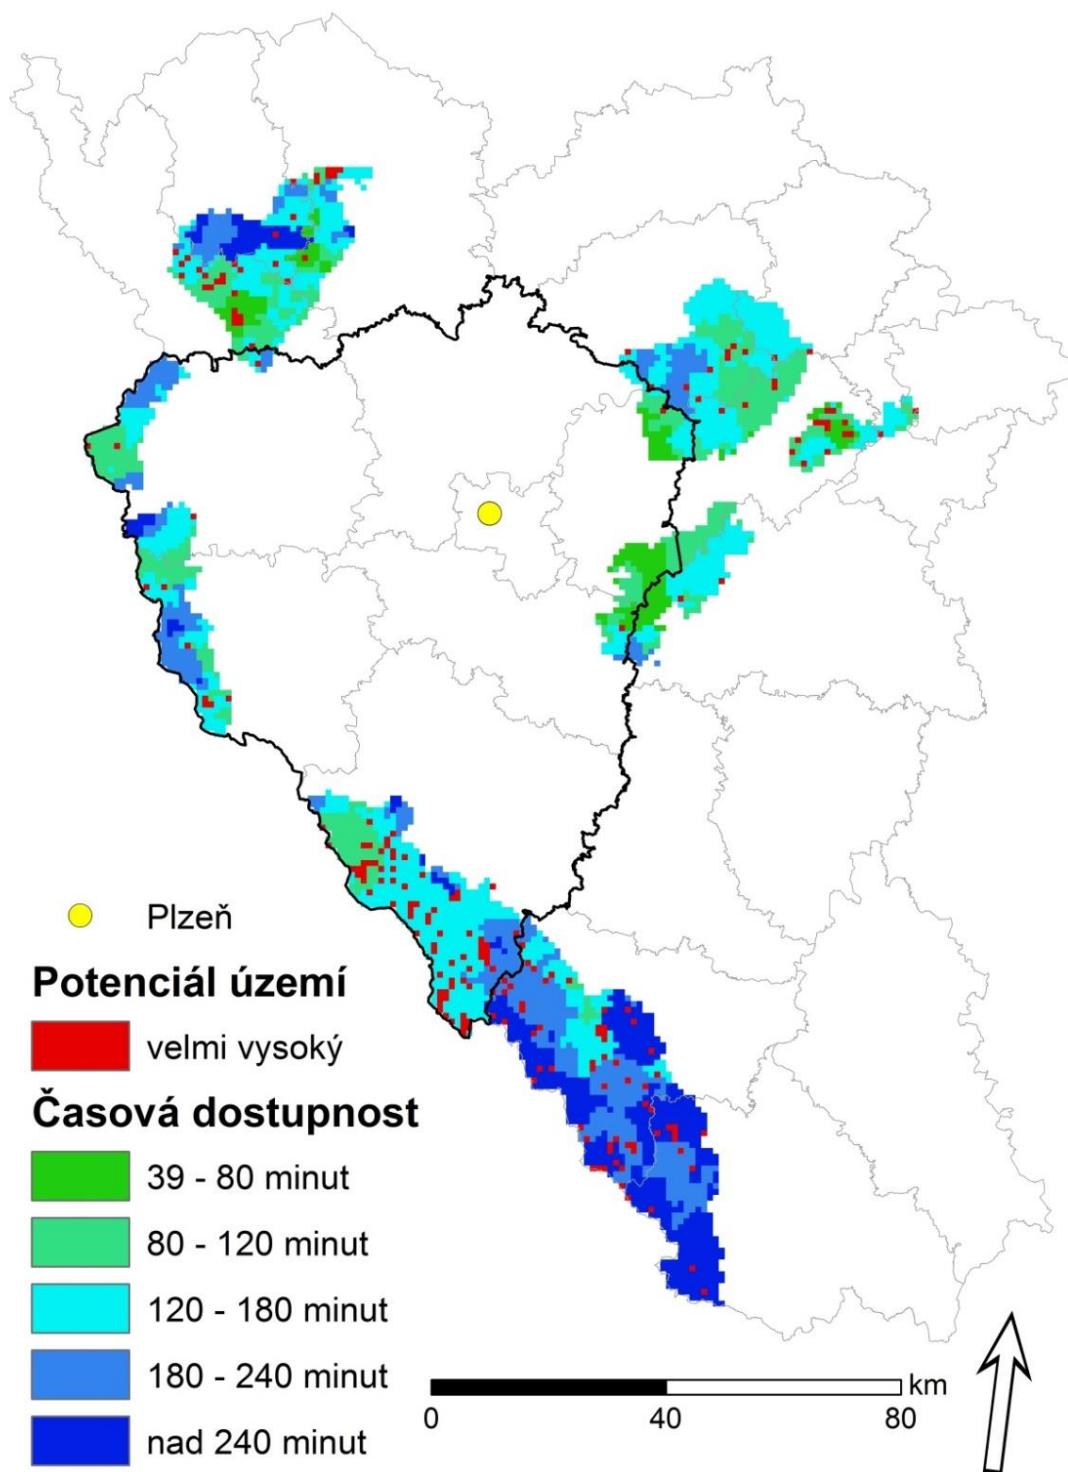 Plzeň
Potenciál území
velmi vysoký
Časová dostupnost
39 - 80 minut
80 - 120 minut
120 - 180 minut
180 - 240 minut
nad 240 minut
km
0 40 80